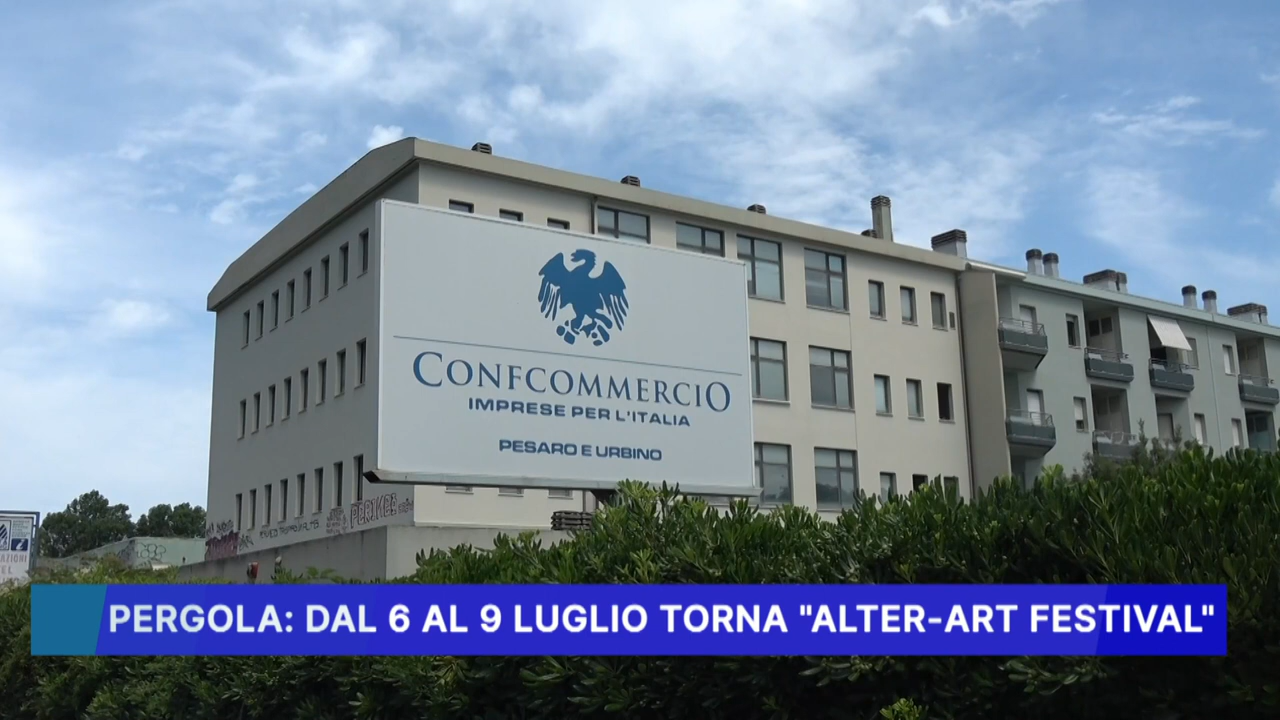 CONFCOMMERCIO
IMPRESE PER L'ITALIA
PESARO E URBINO
PERGOLA: DAL 6 AL 9 LUGLIO TORNA "ALTER-ART FESTIVAL"